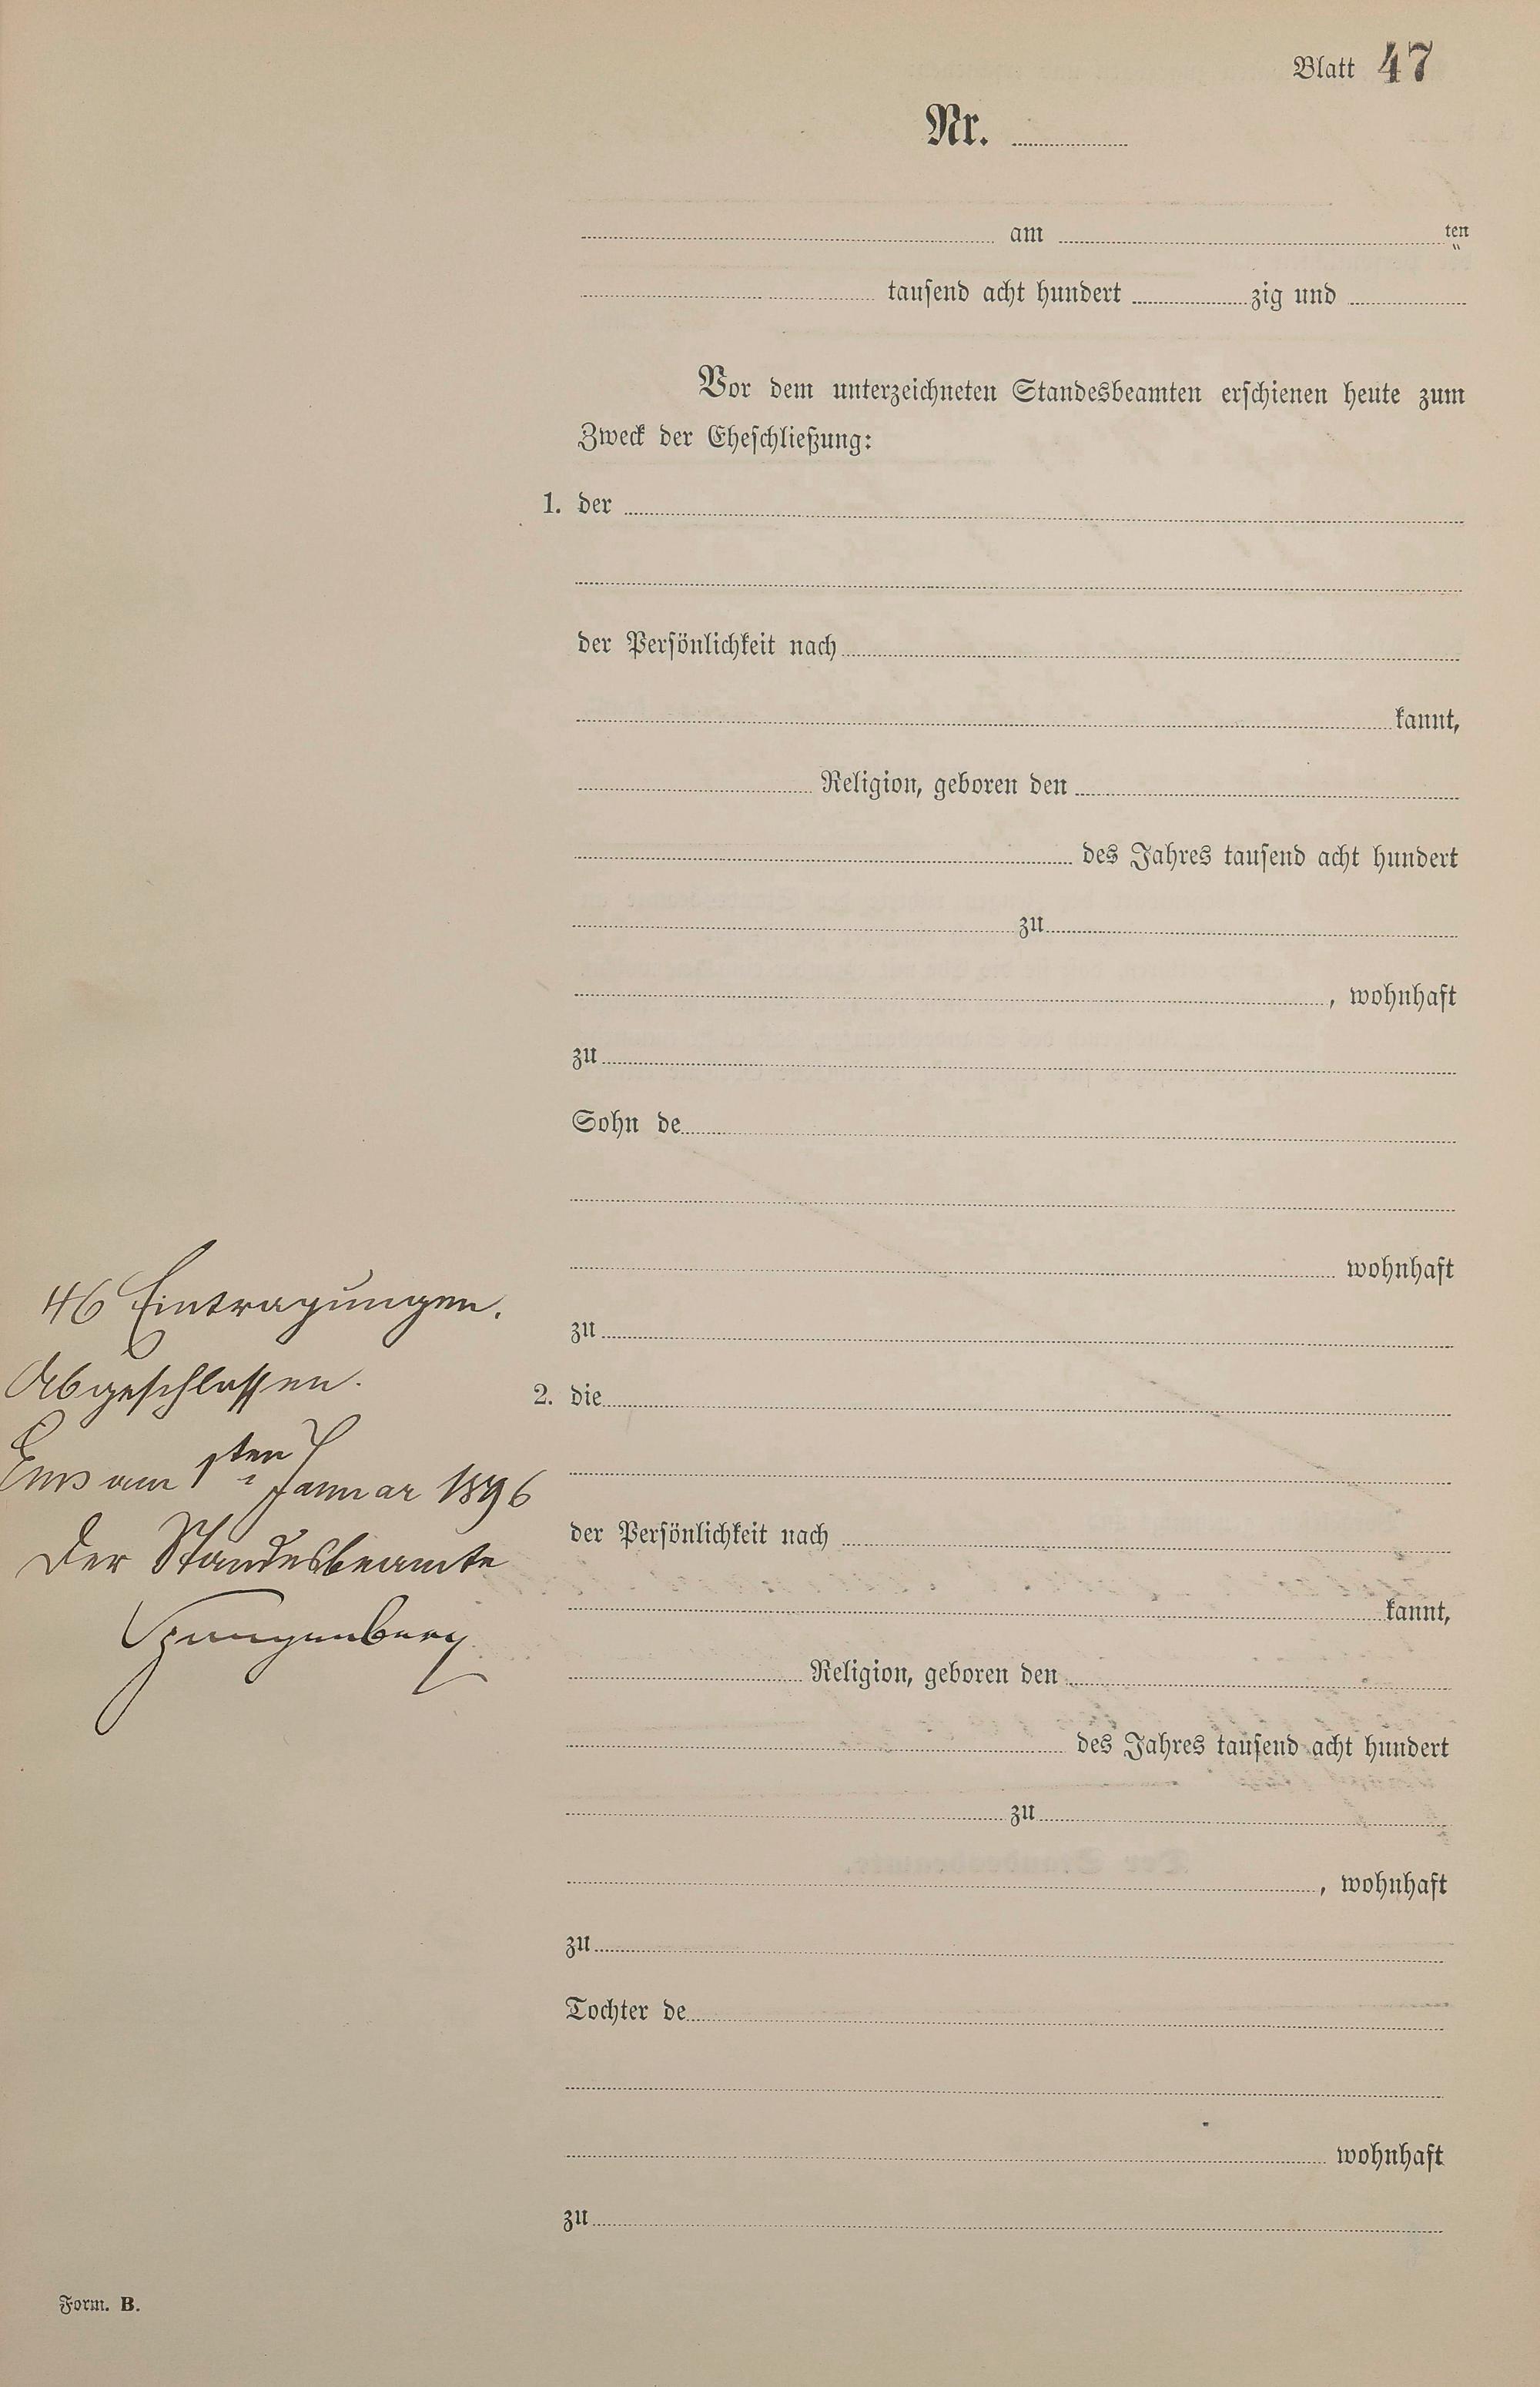 Blatt 47
Nr.
am ten
tausend acht hundert zig und
Vor dem unterzeichneten Standesbeamten erschienen heute zum
Zweck der Eheschließung:
1. der
der Persönlichkeit nach
kannt,
Religion, geboren den
des Jahres tausend acht hundert
zu
, wohnhaft
zu
Sohn de
wohnhaft
zu
46 Eintragungen.
Abgeschlossen.
Ems am 1ten Januar 1896
Der Standesbeamte
Spangenberg
2. die
der Persönlichkeit nach
kannt,
Religion, geboren den
des Jahres tausend acht hundert
zu
, wohnhaft
zu
Tochter de
wohnhaft
zu
Form. B.